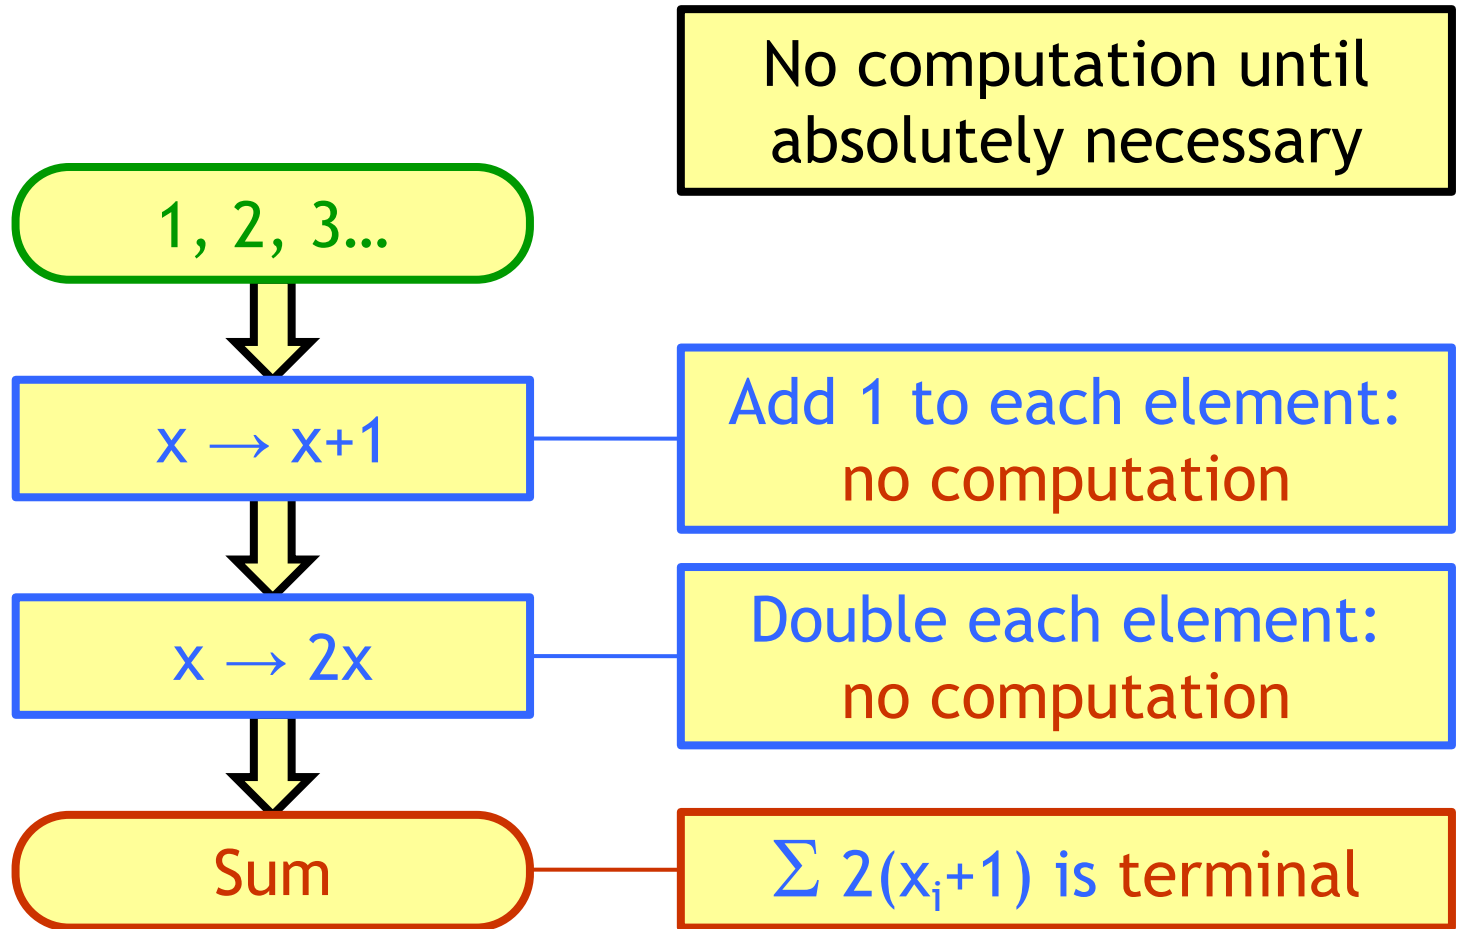 No computation until
absolutely necessary
1, 2, 3…
x → x+1
Add 1 to each element:
no computation
x → 2x
Double each element:
no computation
Sum
∑ 2(xᵢ+1) is terminal